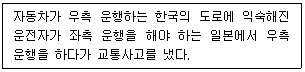 자동차가 우측 운행하는 한국의 도로에 익숙해진
운전자가 좌측 운행을 해야 하는 일본에서 우측
운행을 하다가 교통사고를 냈다.